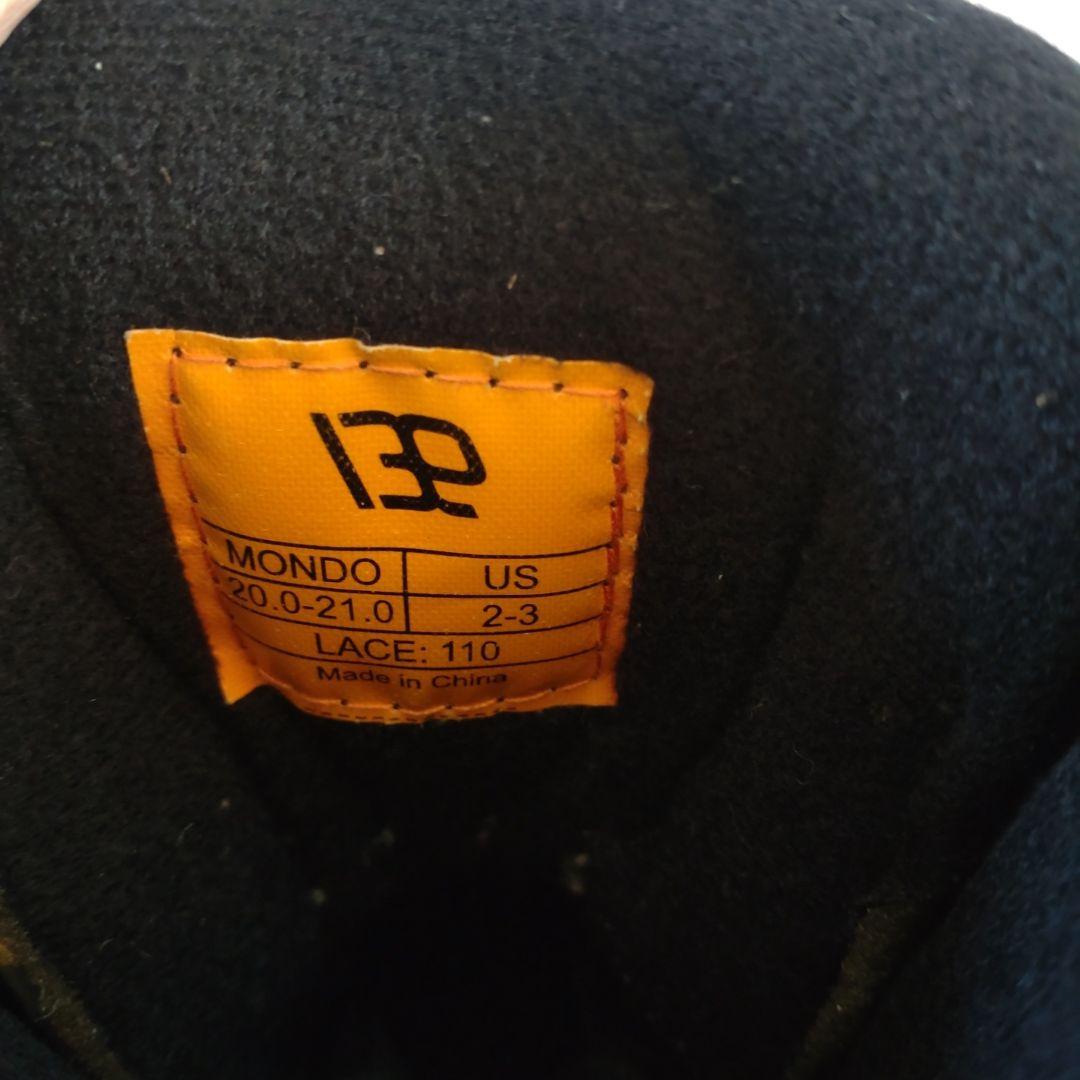 MONDO US
20.0-21.0 2-3
LACE: 110
Made in China